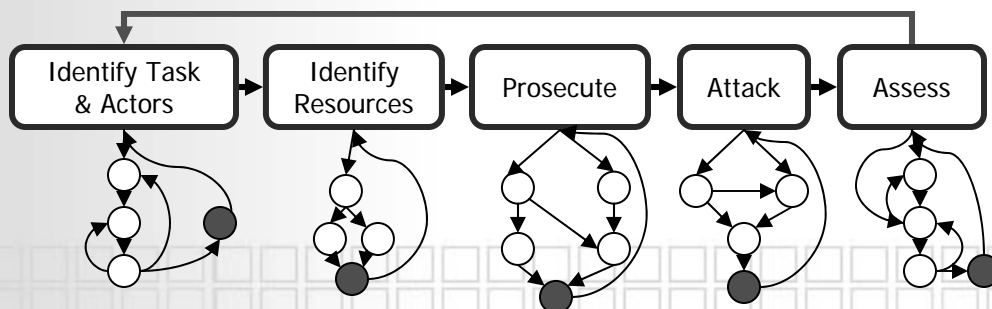 Identify Task
& Actors
Identify
Resources
Prosecute
Attack
Assess